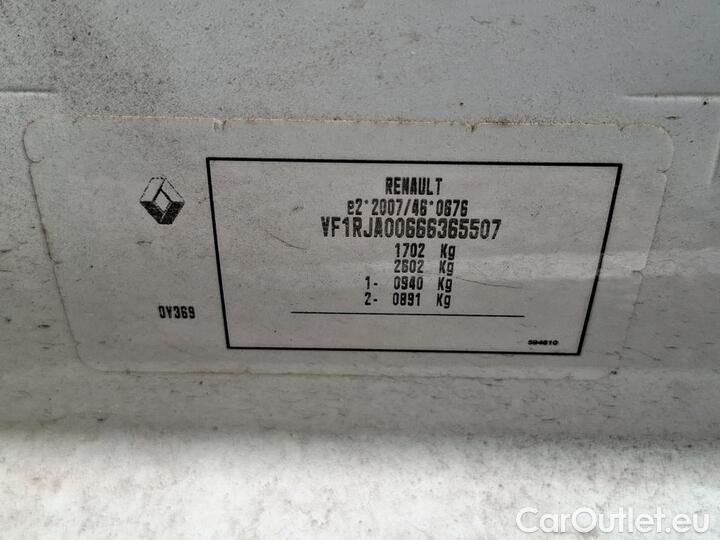 RENAULT
e2*2007/46*0676
VF1RJA00666365507
1702 Kg
2602 Kg
1- 0940 Kg
2- 0891 Kg
0V369
594610
CarOutlet.eu